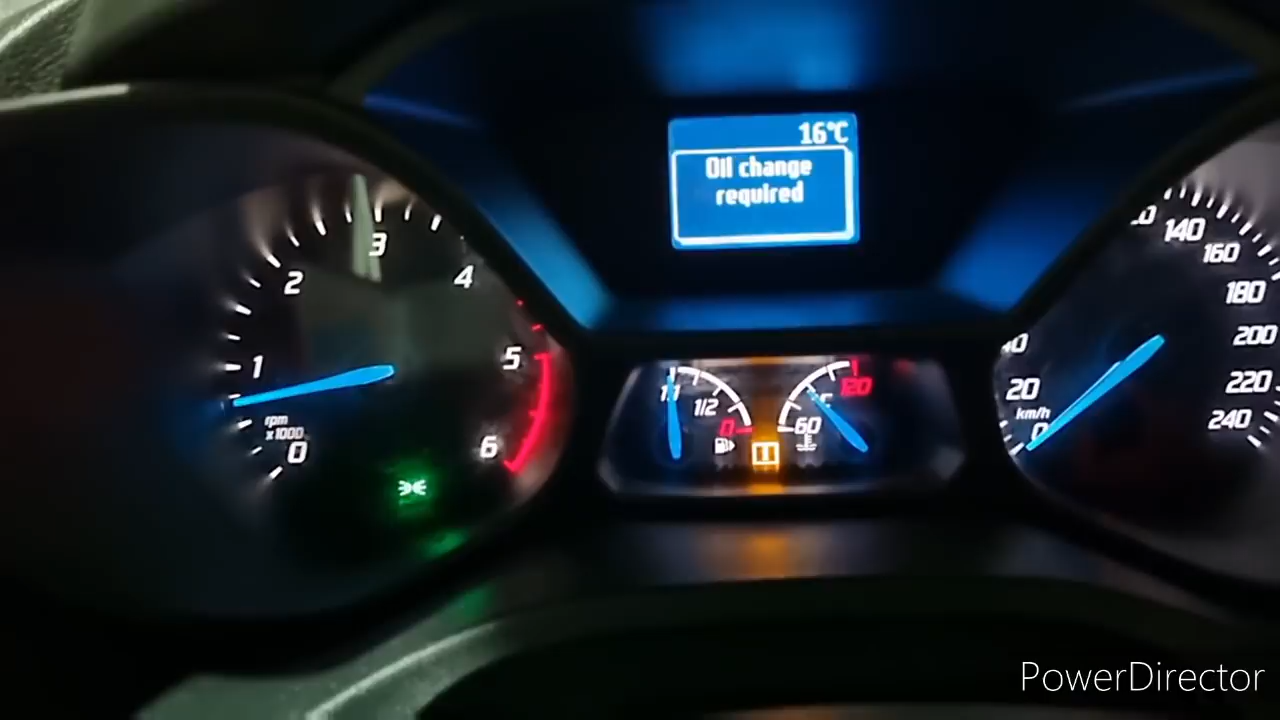 16°C
Oil change
required
0
1
2
3
4
5
6
rpm
x1000
1/1
1/2
0
60
120
0
20
140
160
180
200
220
240
km/h
PowerDirector